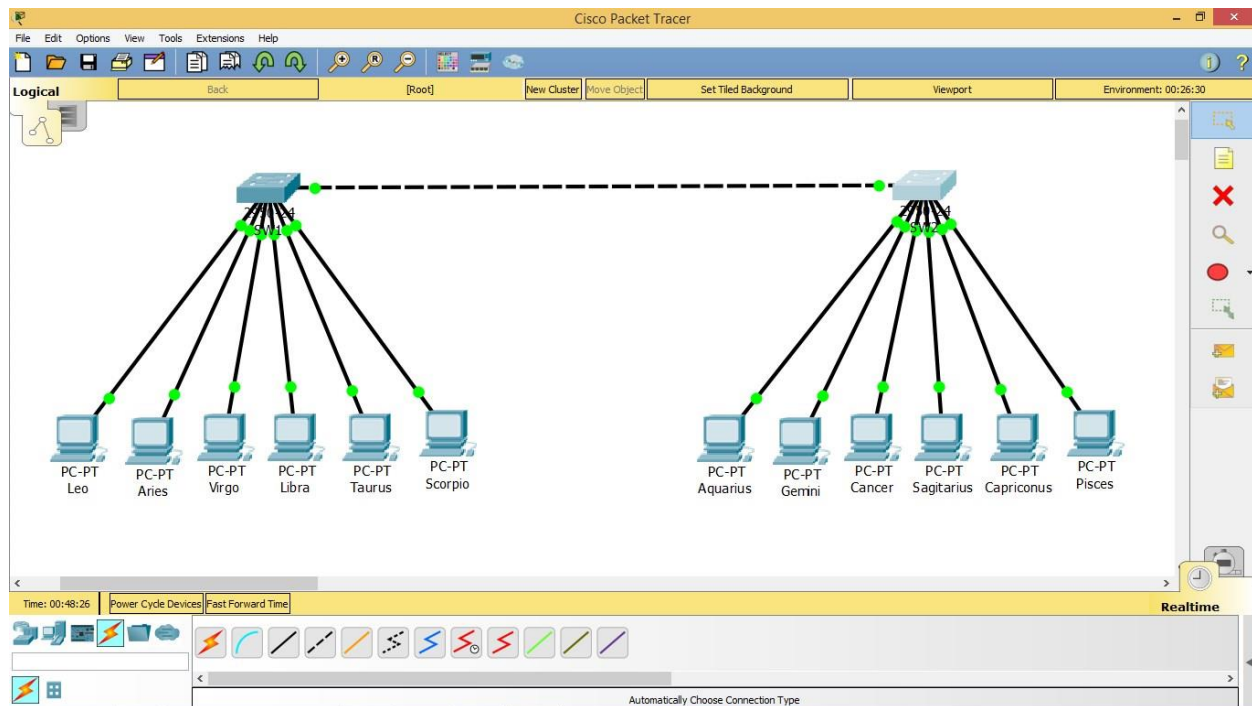 Cisco Packet Tracer
File Edit Options View Tools Extensions Help
Logical Back [Root] New Cluster Move Object Set Tiled Background Viewport Environment: 00:26:30
SW1
SW2
PC-PT PC-PT PC-PT PC-PT PC-PT PC-PT PC-PT PC-PT PC-PT PC-PT PC-PT PC-PT
Leo Aries Virgo Libra Taurus Scorpio Aquarius Gemini Cancer Sagitarius Capriconus Pisces
Time: 00:48:26 Power Cycle Devices Fast Forward Time Realtime
Automatically Choose Connection Type